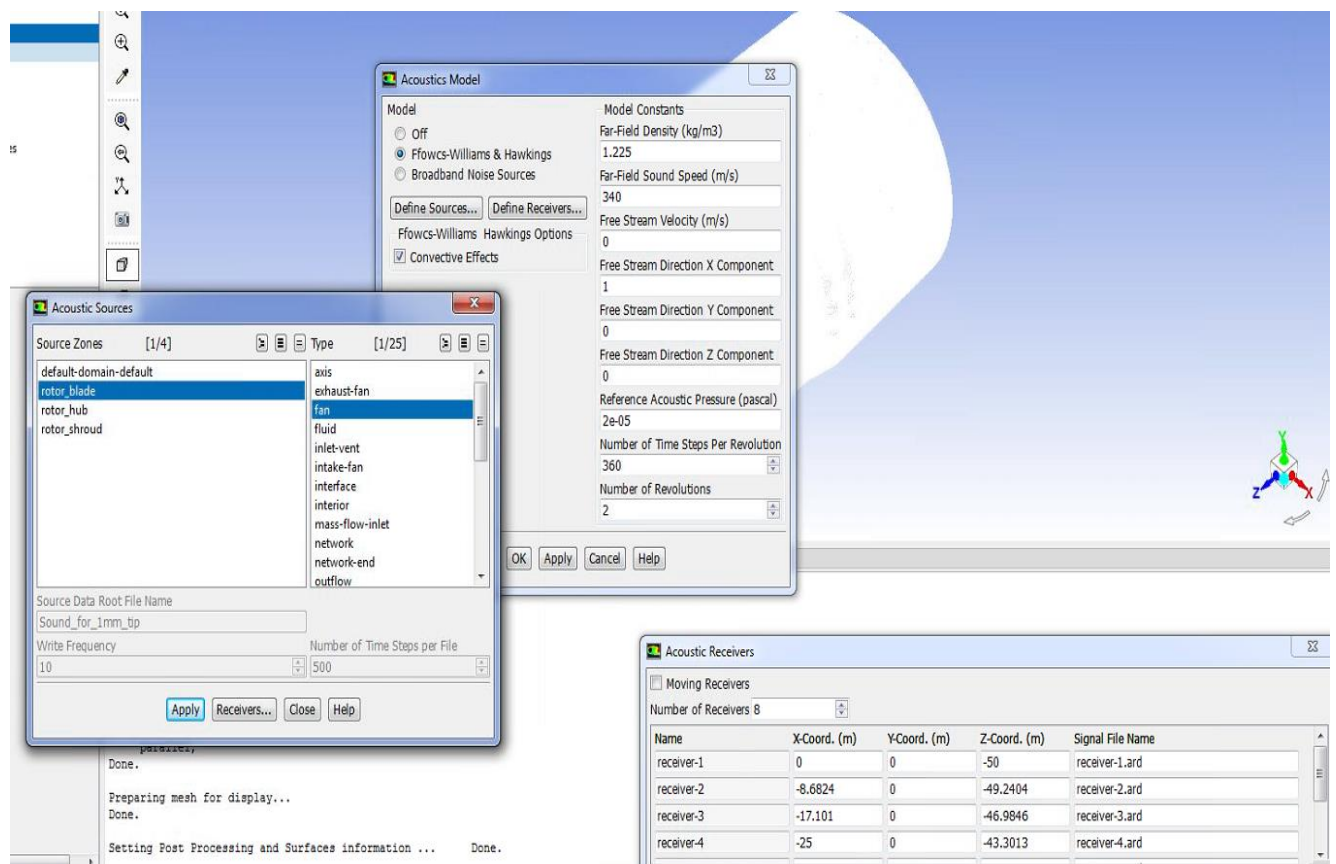 es
Acoustics Model
Model
Off
Ffowcs-Williams & Hawkings
Broadband Noise Sources
Define Sources... Define Receivers...
Ffowcs-Williams Hawkings Options
Convective Effects
Model Constants
Far-Field Density (kg/m3)
1.225
Far-Field Sound Speed (m/s)
340
Free Stream Velocity (m/s)
0
Free Stream Direction X Component
1
Free Stream Direction Y Component
0
Free Stream Direction Z Component
0
Reference Acoustic Pressure (pascal)
2e-05
Number of Time Steps Per Revolution
360
Number of Revolutions
2
OK Apply Cancel Help
Acoustic Sources
Source Zones [1/4]
default-domain-default
rotor_blade
rotor_hub
rotor_shroud
Type [1/25]
axis
exhaust-fan
fan
fluid
inlet-vent
intake-fan
interface
interior
mass-flow-inlet
network
network-end
outflow
Source Data Root File Name
Sound_for_1mm_tip
Write Frequency
10
Number of Time Steps per File
500
Apply Receivers... Close Help
Y
Z X
parallel,
Done.
Preparing mesh for display...
Done.
Setting Post Processing and Surfaces information ... Done.
Acoustic Receivers
Moving Receivers
Number of Receivers 8
Name X-Coord. (m) Y-Coord. (m) Z-Coord. (m) Signal File Name
receiver-1 0 0 -50 receiver-1.ard
receiver-2 -8.6824 0 -49.2404 receiver-2.ard
receiver-3 -17.101 0 -46.9846 receiver-3.ard
receiver-4 -25 0 -43.3013 receiver-4.ard